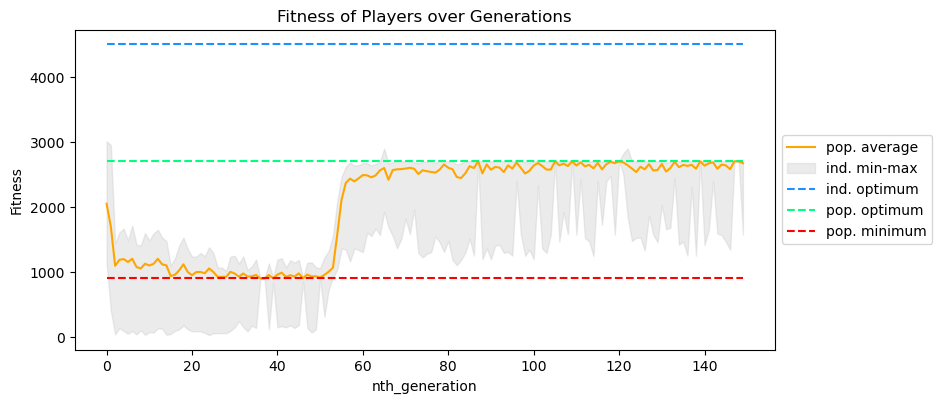 Fitness of Players over Generations
Fitness
4000
3000
2000
1000
0
0 20 40 60 80 100 120 140
nth_generation
pop. average
ind. min-max
ind. optimum
pop. optimum
pop. minimum